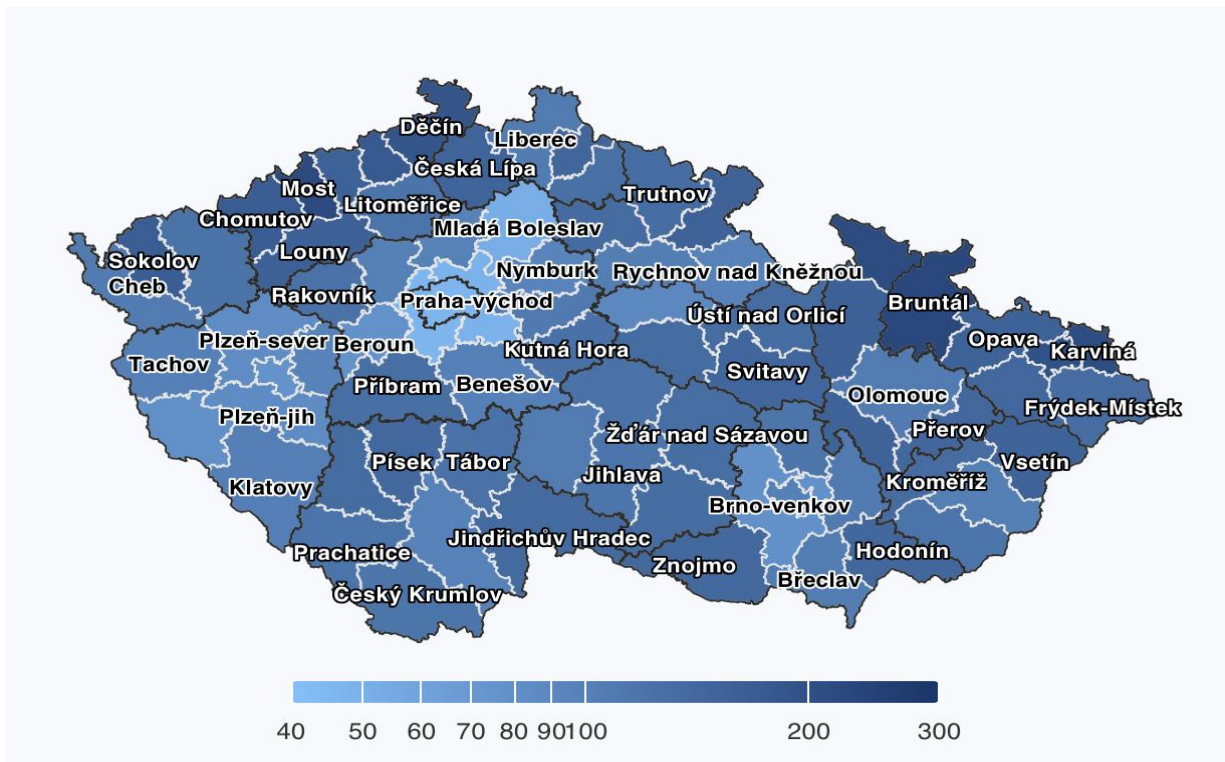 Děčín
Liberec
Česká Lípa
Most
Trutnov
Litoměřice
Chomutov
Mladá Boleslav
Louny
Sokolov
Nymburk
Rychnov nad Kněžnou
Cheb
Rakovník
Praha-východ
Bruntál
Ústí nad Orlicí
Plzeň-sever
Beroun
Opava
Kutná Hora
Karviná
Tachov
Svitavy
Příbram
Benešov
Olomouc
Frýdek-Místek
Plzeň-jih
Přerov
Žďár nad Sázavou
Písek
Tábor
Vsetín
Jihlava
Kroměříž
Klatovy
Brno-venkov
Jindřichův Hradec
Prachatice
Hodonín
Znojmo
Břeclav
Český Krumlov
40 50 60 70 80 90 100 200 300